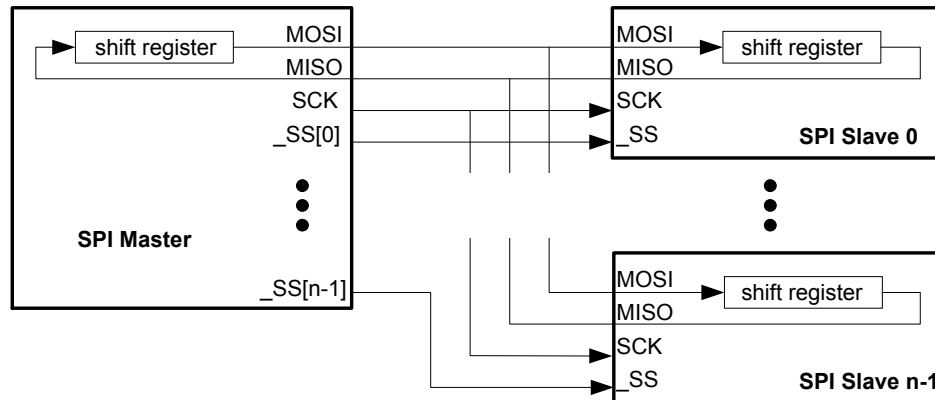 shift register
MOSI
MISO
SCK
_SS[0]
SPI Master
_SS[n-1]
MOSI
shift register
MISO
SCK
_SS
SPI Slave 0
MOSI
shift register
MISO
SCK
_SS
SPI Slave n-1